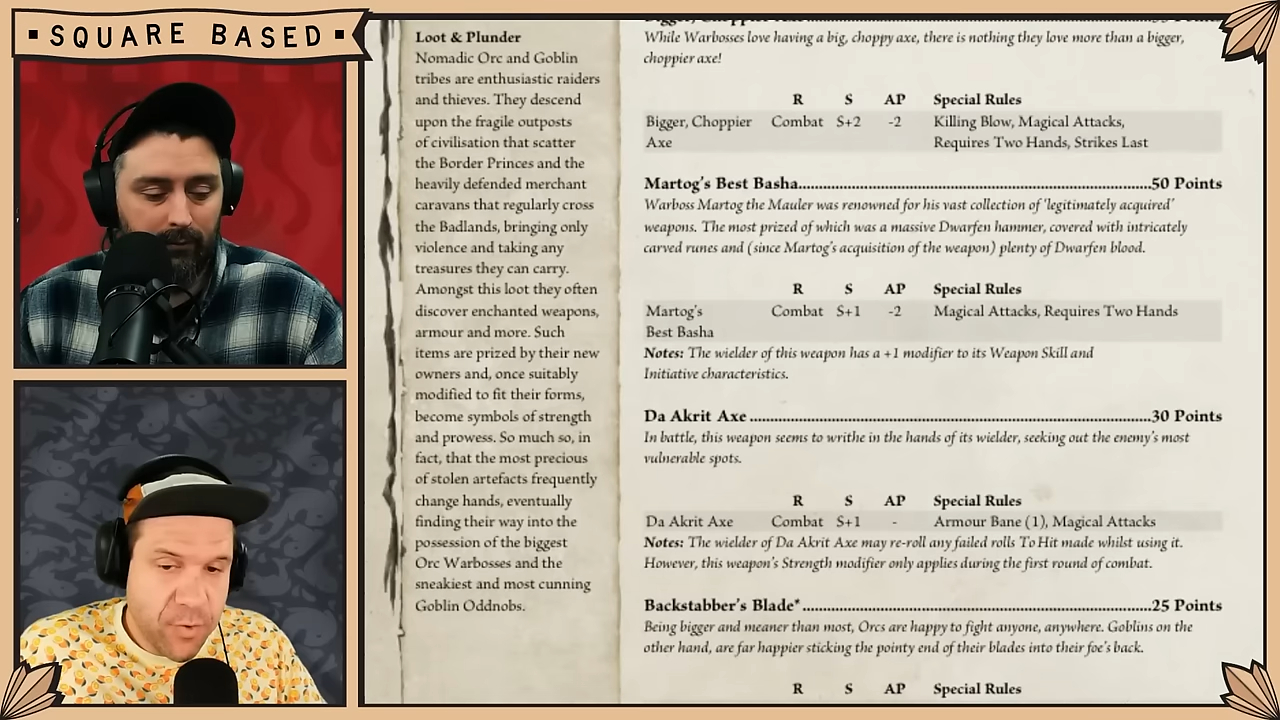 SQUARE BASED
Loot & Plunder
Nomadic Orc and Goblin
tribes are enthusiastic raiders
and thieves. They descend
upon the fragile outposts
of civilisation that scatter
the Border Princes and the
heavily defended merchant
caravans that regularly cross
the Badlands, bringing only
violence and taking any
treasures they can carry.
Amongst this loot they often
discover enchanted weapons,
armour and more. Such
items are prized by their new
owners and, once suitably
modified to fit their forms,
become symbols of strength
and prowess. So much so, in
fact, that the most precious
of stolen artefacts frequently
change hands, eventually
finding their way into the
possession of the biggest
Orc Warbosses and the
sneakiest and most cunning
Goblin Oddnobs.
While Warbosses love having a big, choppy axe, there is nothing they love more than a bigger,
choppier axe!
R S AP Special Rules
Bigger, Choppier Combat S+2 -2 Killing Blow, Magical Attacks,
Axe Requires Two Hands, Strikes Last
Martog's Best Basha....50 Points
Warboss Martog the Mauler was renowned for his vast collection of 'legitimately acquired'
weapons. The most prized of which was a massive Dwarfen hammer, covered with intricately
carved runes and (since Martog's acquisition of the weapon) plenty of Dwarfen blood.
R S AP Special Rules
Martog's Combat S+1 -2 Magical Attacks, Requires Two Hands
Best Basha
Notes: The wielder of this weapon has a +1 modifier to its Weapon Skill and
Initiative characteristics.
Da Akrit Axe ....30 Points
In battle, this weapon seems to writhe in the hands of its wielder, seeking out the enemy's most
vulnerable spots.
R S AP Special Rules
Da Akrit Axe Combat S+1 - Armour Bane (1), Magical Attacks
Notes: The wielder of Da Akrit Axe may re-roll any failed rolls To Hit made whilst using it.
However, this weapon's Strength modifier only applies during the first round of combat.
Backstabber's Blade*....25 Points
Being bigger and meaner than most, Orcs are happy to fight anyone, anywhere. Goblins on the
other hand, are far happier sticking the pointy end of their blades into their foe's back.
R S AP Special Rules